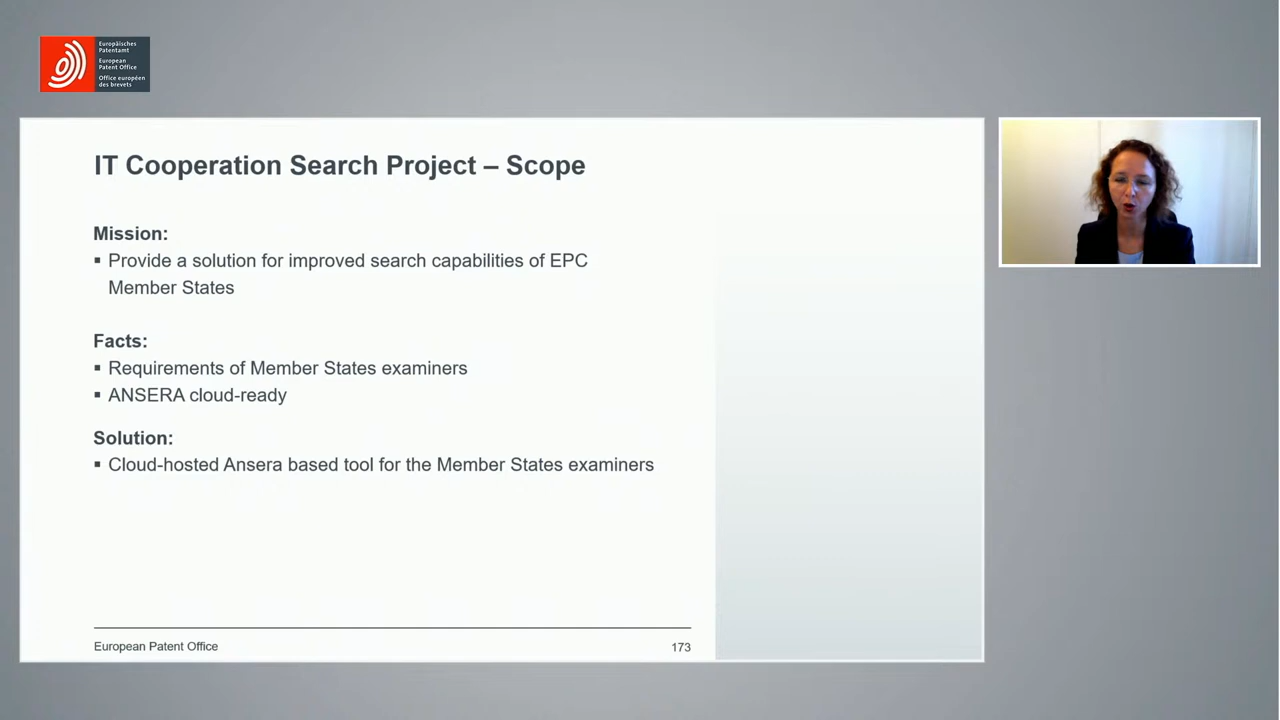 Europäisches
Patentamt
European
Patent Office
Office européen
des brevets
IT Cooperation Search Project – Scope
Mission:
▪ Provide a solution for improved search capabilities of EPC
Member States
Facts:
▪ Requirements of Member States examiners
▪ ANSERA cloud-ready
Solution:
▪ Cloud-hosted Ansera based tool for the Member States examiners
European Patent Office
173